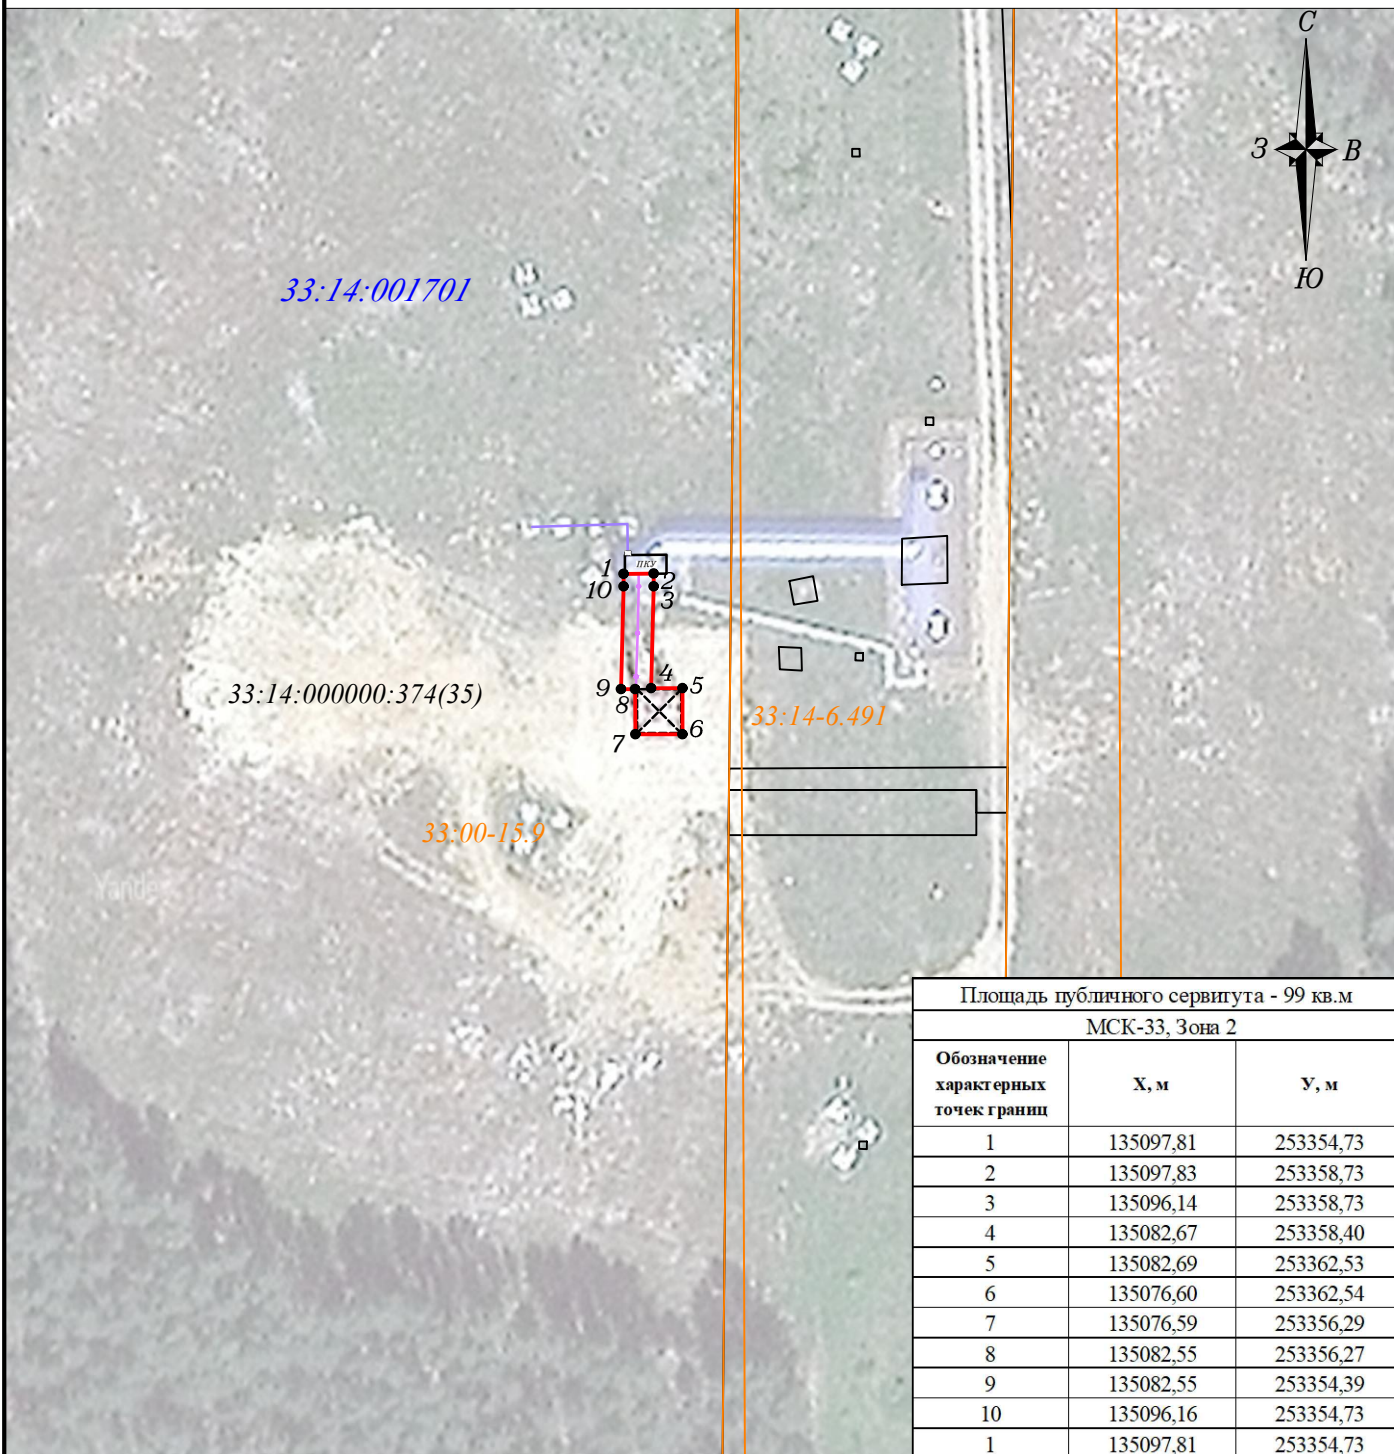 С
З
В
Ю
33:14:001701
ПКУ
1
2
10
3
4
9
5
33:14:000000:374(35)
8
33:14-6.491
6
7
33:00-15.9
Yande
Площадь публичного сервитута - 99 кв.м
МСК-33, Зона 2
Обозначение
характерных
точек границ
Х, м
У, м
1 135097,81 253354,73
2 135097,83 253358,73
3 135096,14 253358,73
4 135082,67 253358,40
5 135082,69 253362,53
6 135076,60 253362,54
7 135076,59 253356,29
8 135082,55 253356,27
9 135082,55 253354,39
10 135096,16 253354,73
1 135097,81 253354,73